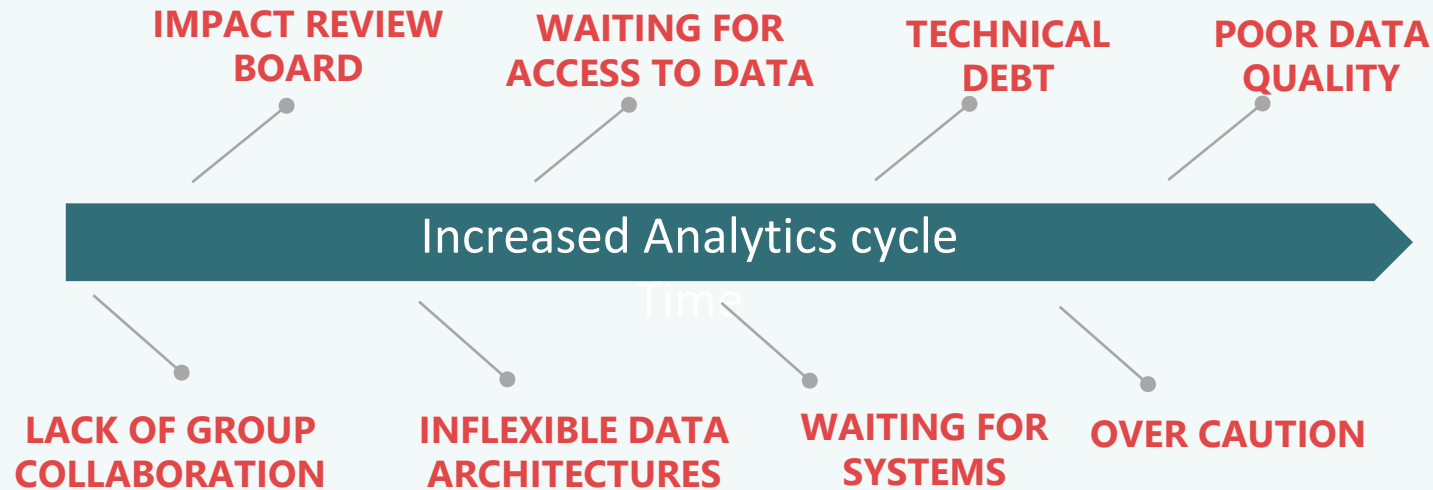 IMPACT REVIEW
BOARD
WAITING FOR
ACCESS TO DATA
TECHNICAL
DEBT
POOR DATA
QUALITY
Increased Analytics cycle
Time
LACK OF GROUP
COLLABORATION
INFLEXIBLE DATA
ARCHITECTURES
WAITING FOR
SYSTEMS
OVER CAUTION